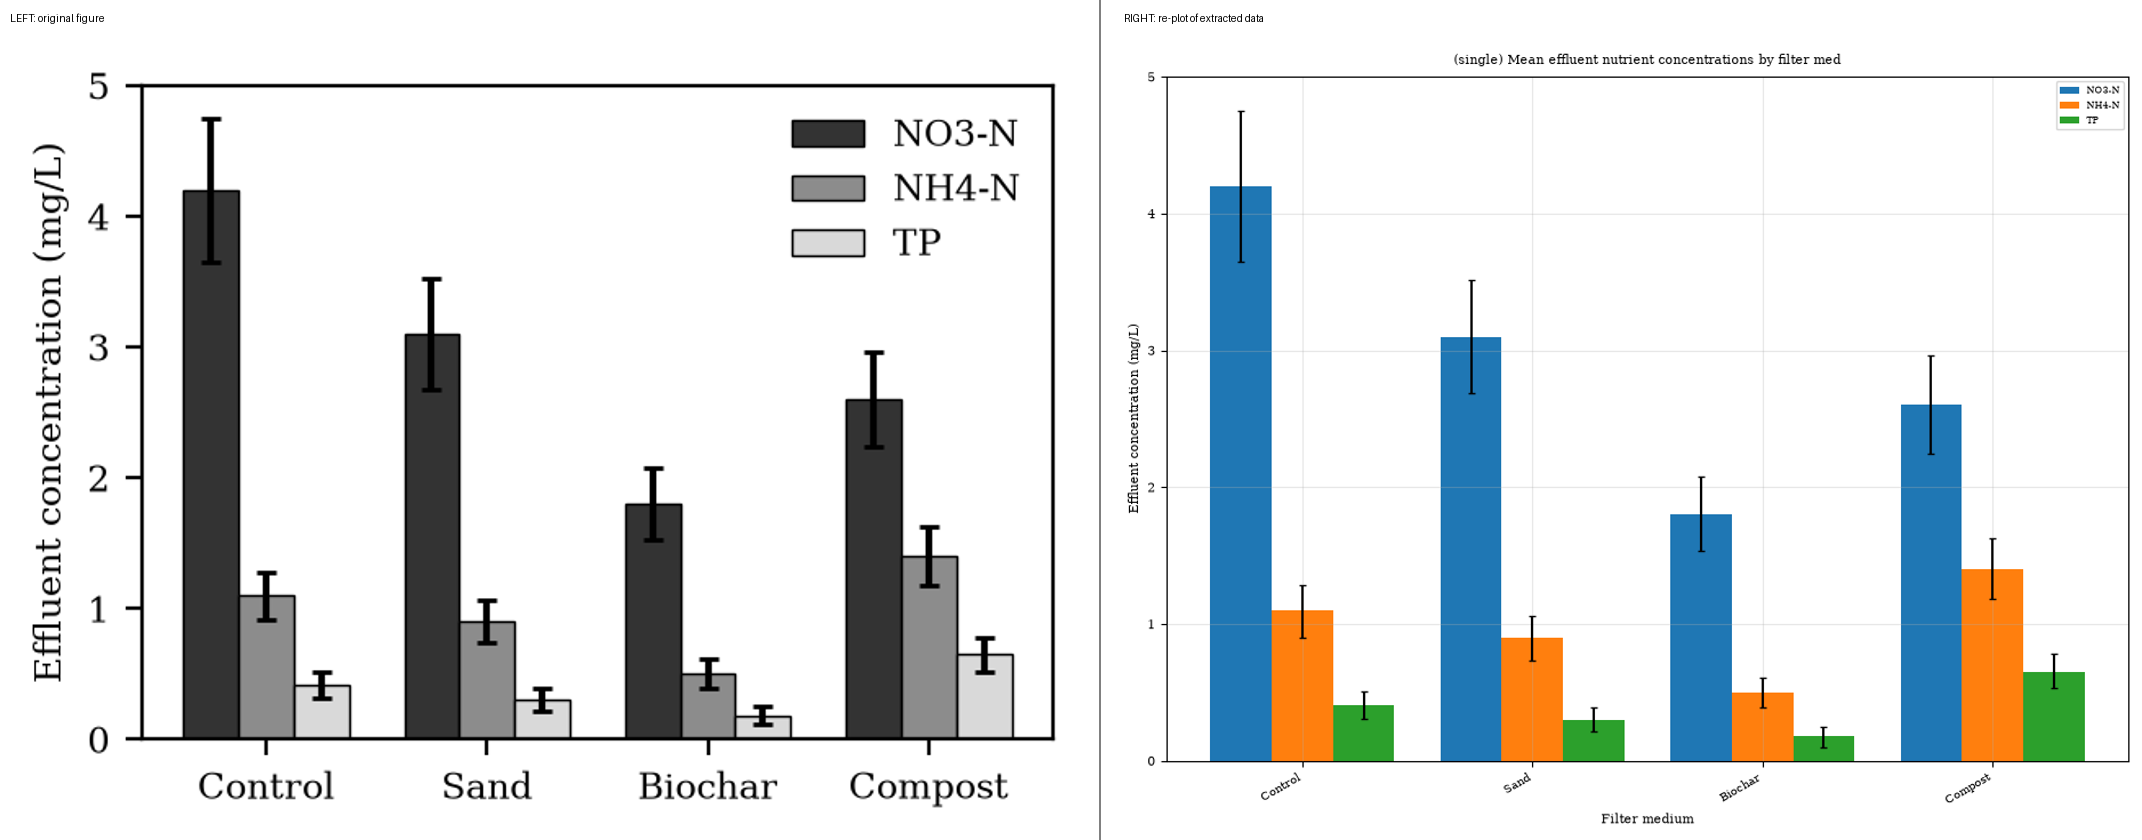 LEFT: original figure
5
4
3
2
1
0
Effluent concentration (mg/L)
NO3-N
NH4-N
TP
Control Sand Biochar Compost
RIGHT: re-plot of extracted data
(single) Mean effluent nutrient concentrations by filter med
5
4
3
2
1
0
Effluent concentration (mg/L)
NO3-N
NH4-N
TP
Control Sand Biochar Compost
Filter medium